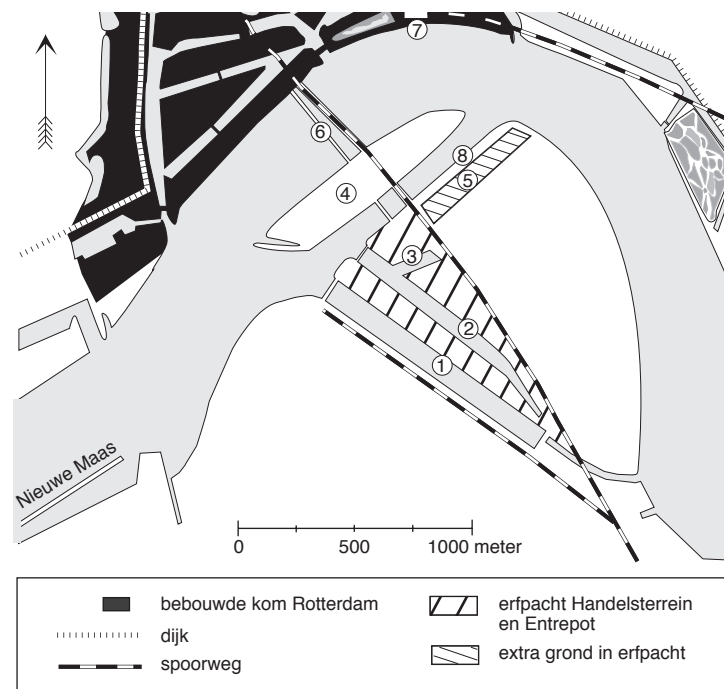 7
6
8
5
4
3
2
1
Nieuwe Maas
0 500 1000 meter
bebouwde kom Rotterdam
dijk
spoorweg
erfpacht Handelsterrein
en Entrepot
extra grond in erfpacht